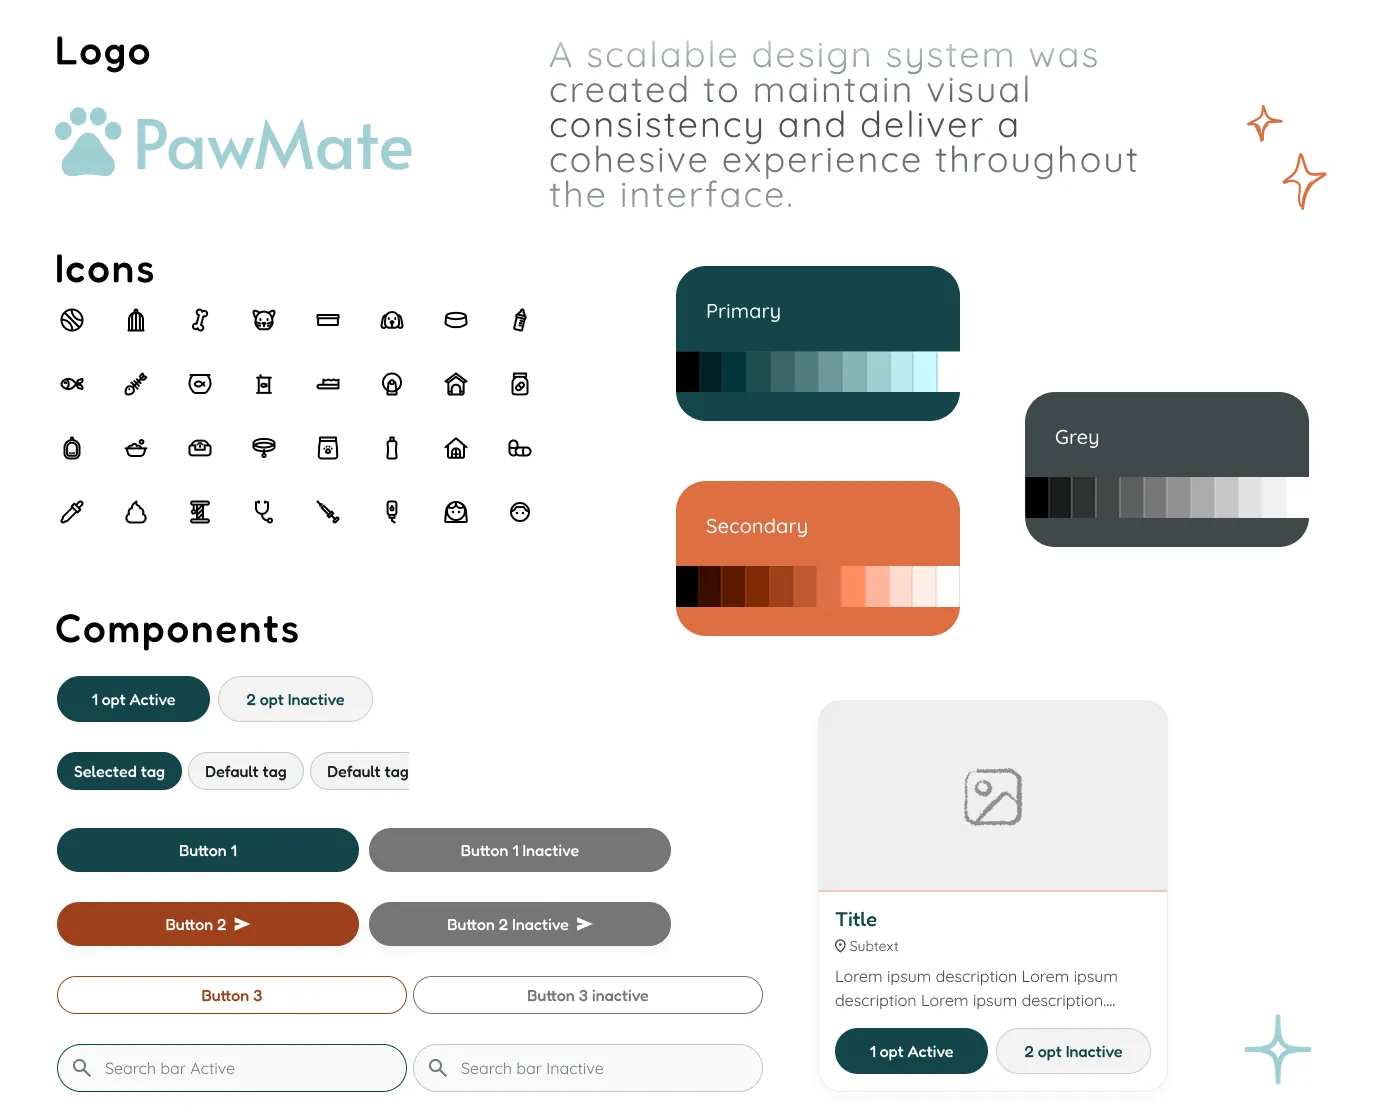 Logo
PawMate
A scalable design system was
created to maintain visual
consistency and deliver a
cohesive experience throughout
the interface.
Icons
Primary
Grey
Secondary
Components
1 opt Active
2 opt Inactive
Selected tag
Default tag
Default tag
Button 1
Button 1 Inactive
Button 2
Button 2 Inactive
Button 3
Button 3 inactive
Search bar Active
Search bar Inactive
Title
Subtext
Lorem ipsum description Lorem ipsum
description Lorem ipsum description....
1 opt Active
2 opt Inactive